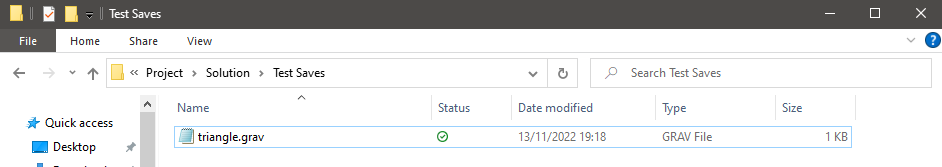 Test Saves
File Home Share View
« Project > Solution > Test Saves Search Test Saves
Name Status Date modified Type Size
Quick access
triangle.grav 13/11/2022 19:18 GRAV File 1 KB
Desktop